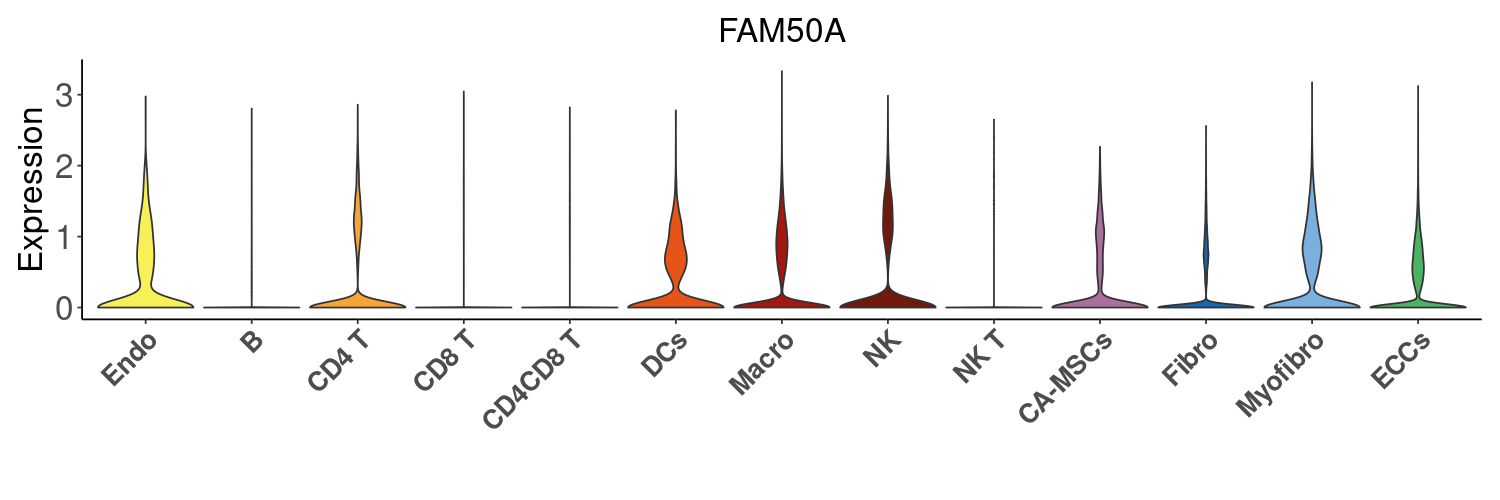 FAM50A
Expression
3
2
1
0
Endo
B
CD4 T
CD8 T
CD4CD8 T
DCs
Macro
NK
NK T
CA-MSCs
Fibro
Myofibro
ECCs